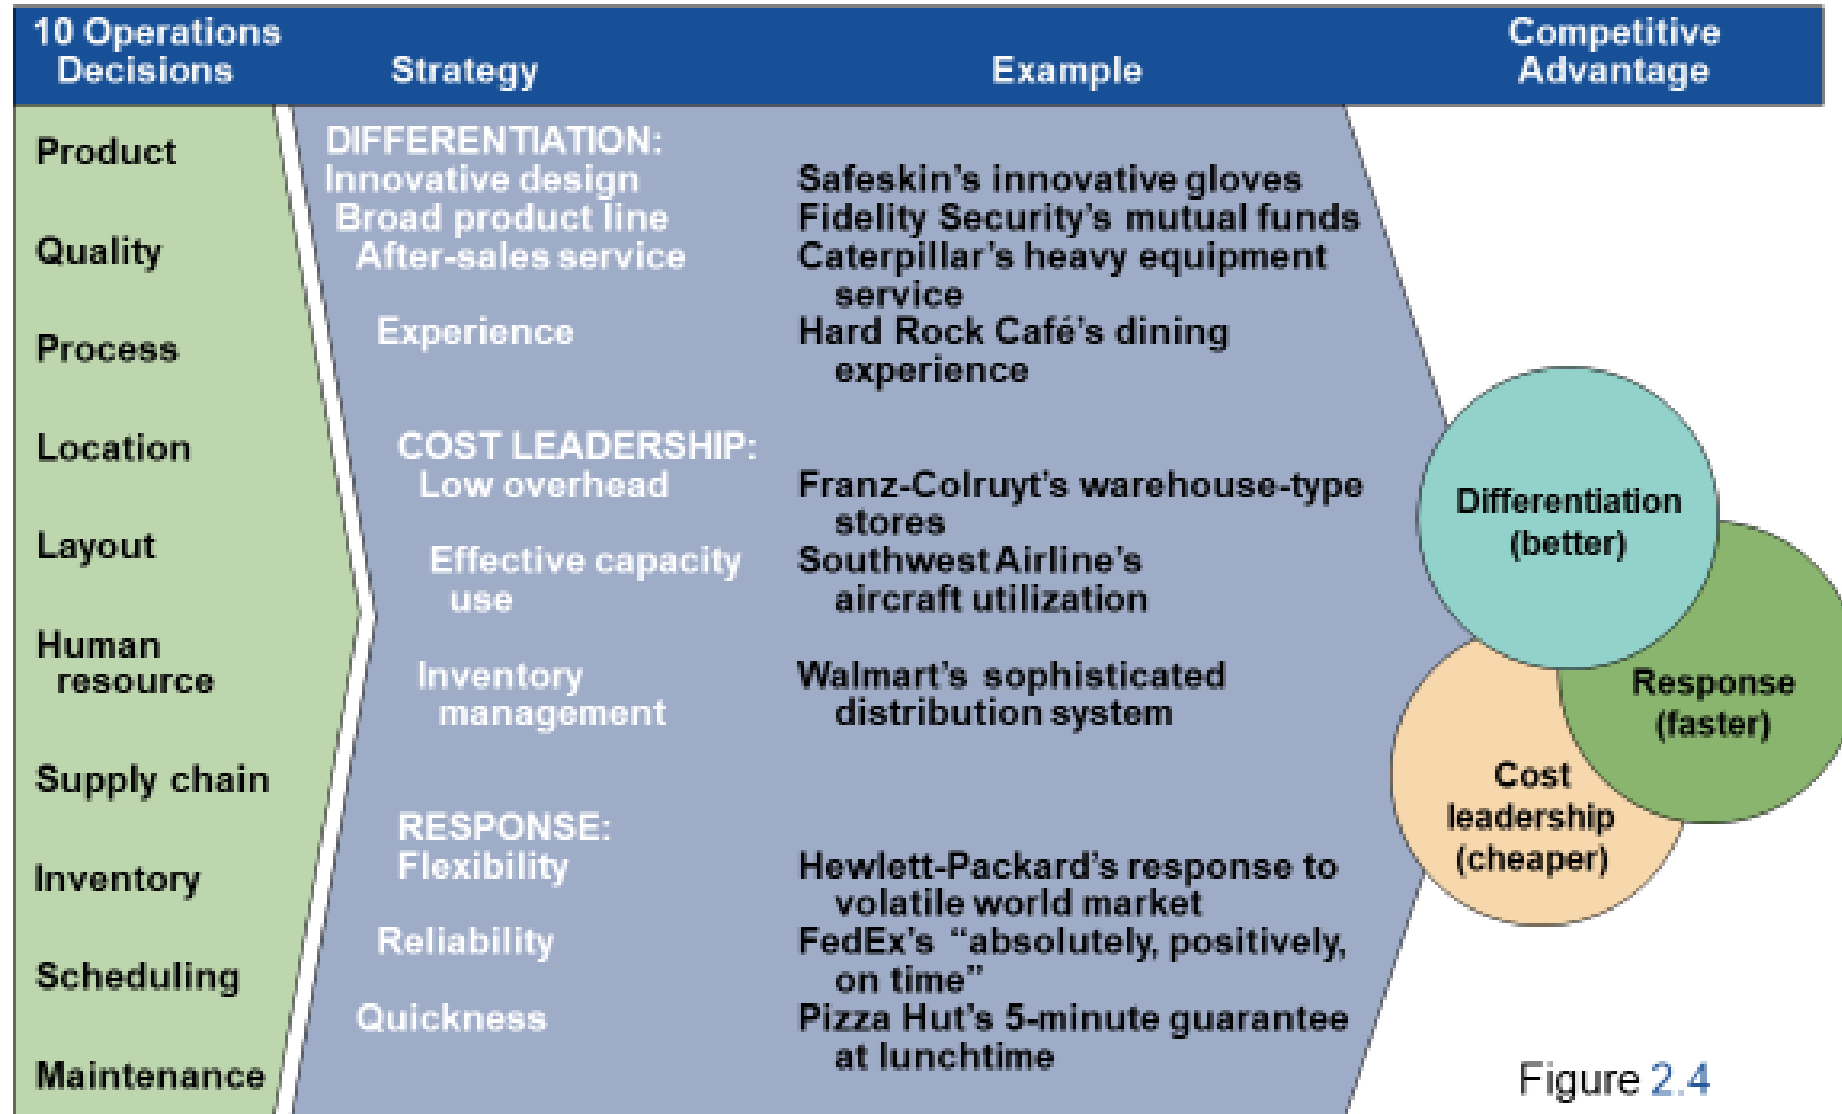 10 Operations
Decisions
Strategy
Example
Competitive
Advantage
Product
Quality
Process
Location
Layout
Human
resource
Supply chain
Inventory
Scheduling
Maintenance
DIFFERENTIATION:
Innovative design
Safeskin's innovative gloves
Broad product line
Fidelity Security's mutual funds
After-sales service
Caterpillar's heavy equipment
service
Experience
Hard Rock Café's dining
experience
COST LEADERSHIP:
Low overhead
Franz-Colruyt's warehouse-type
stores
Effective capacity
use
Southwest Airline's
aircraft utilization
Inventory
management
Walmart's sophisticated
distribution system
RESPONSE:
Flexibility
Hewlett-Packard's response to
volatile world market
Reliability
FedEx's “absolutely, positively,
on time”
Quickness
Pizza Hut's 5-minute guarantee
at lunchtime
Differentiation
(better)
Response
(faster)
Cost
leadership
(cheaper)
Figure 2.4